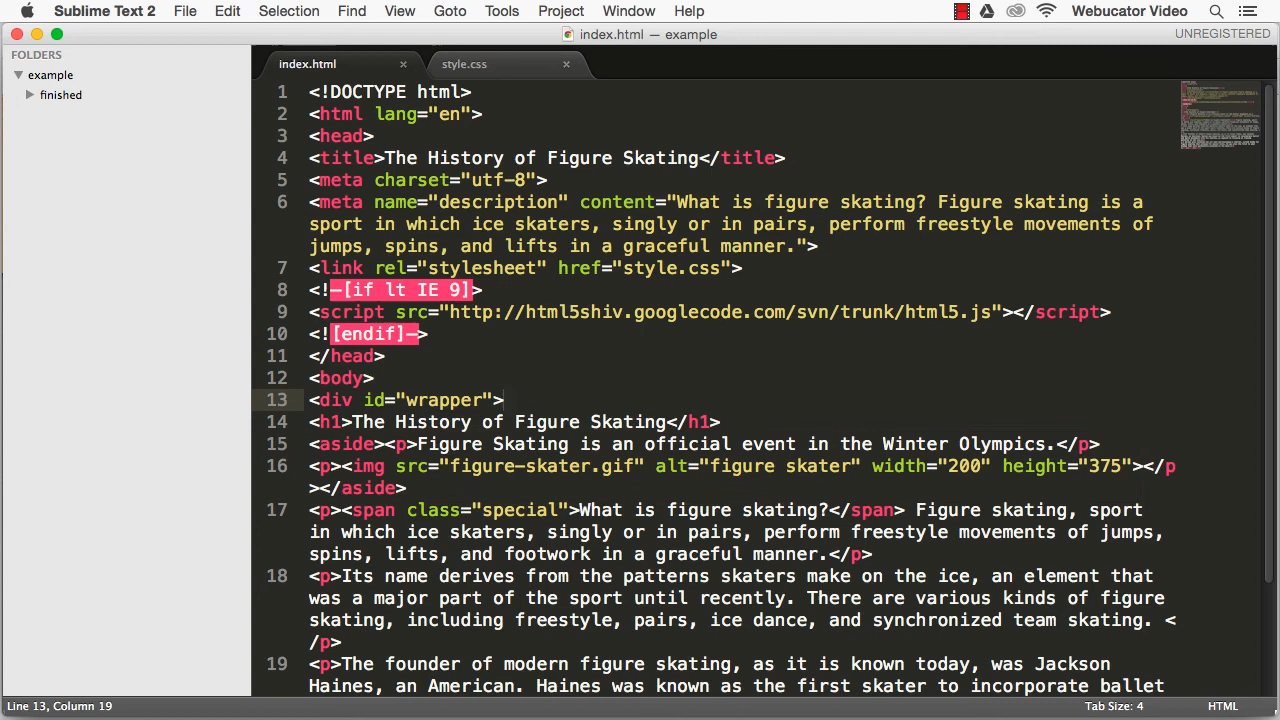 Sublime Text 2 File Edit Selection Find View Goto Tools Project Window Help Webucator Video
index.html — example UNREGISTERED
FOLDERS
example
finished
index.html × style.css ×
1 <!DOCTYPE html>
2 <html lang="en">
3 <head>
4 <title>The History of Figure Skating</title>
5 <meta charset="utf-8">
6 <meta name="description" content="What is figure skating? Figure skating is a
sport in which ice skaters, singly or in pairs, perform freestyle movements of
jumps, spins, and lifts in a graceful manner.">
7 <link rel="stylesheet" href="style.css">
8 <!—[if lt IE 9]>
9 <script src="http://html5shiv.googlecode.com/svn/trunk/html5.js"></script>
10 <![endif]—>
11 </head>
12 <body>
13 <div id="wrapper">
14 <h1>The History of Figure Skating</h1>
15 <aside><p>Figure Skating is an official event in the Winter Olympics.</p>
16 <p><img src="figure-skater.gif" alt="figure skater" width="200" height="375"></p
></aside>
17 <p><span class="special">What is figure skating?</span> Figure skating, sport
in which ice skaters, singly or in pairs, perform freestyle movements of jumps,
spins, lifts, and footwork in a graceful manner.</p>
18 <p>Its name derives from the patterns skaters make on the ice, an element that
was a major part of the sport until recently. There are various kinds of figure
skating, including freestyle, pairs, ice dance, and synchronized team skating. <
/p>
19 <p>The founder of modern figure skating, as it is known today, was Jackson
Haines, an American. Haines was known as the first skater to incorporate ballet
Line 13, Column 19 Tab Size: 4 HTML